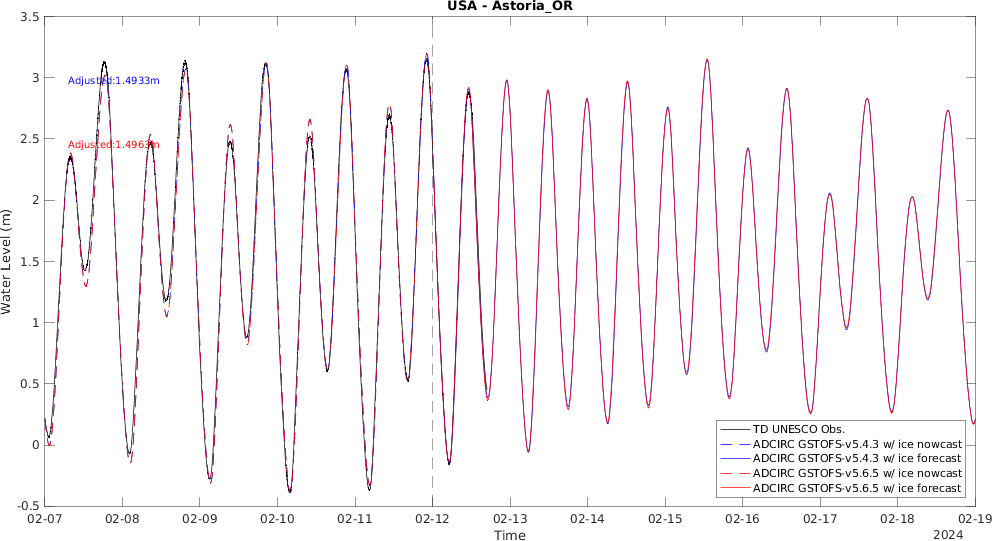 USA - Astoria_OR
3.5
3
2.5
2
1.5
1
0.5
0
-0.5
Water Level (m)
Adjusted:1.4933m
Adjusted:1.4963m
TD UNESCO Obs.
ADCIRC GSTOFS-v5.4.3 w/ ice nowcast
ADCIRC GSTOFS-v5.4.3 w/ ice forecast
ADCIRC GSTOFS-v5.6.5 w/ ice nowcast
ADCIRC GSTOFS-v5.6.5 w/ ice forecast
02-07 02-08 02-09 02-10 02-11 02-12 02-13 02-14 02-15 02-16 02-17 02-18 02-19
Time
2024